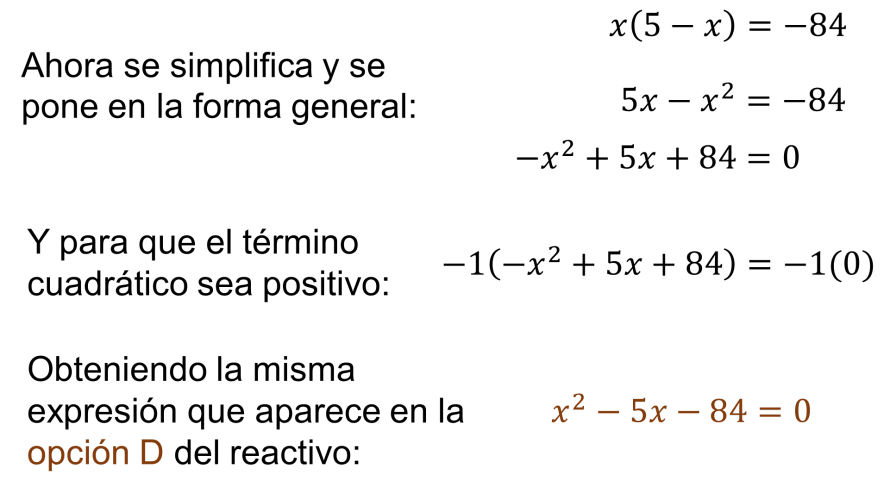 x(5 − x) = −84
Ahora se simplifica y se
pone en la forma general:
5x − x² = −84
−x² + 5x + 84 = 0
Y para que el término
cuadrático sea positivo:
−1(−x² + 5x + 84) = −1(0)
Obteniendo la misma
expresión que aparece en la
opción D del reactivo:
x² − 5x − 84 = 0